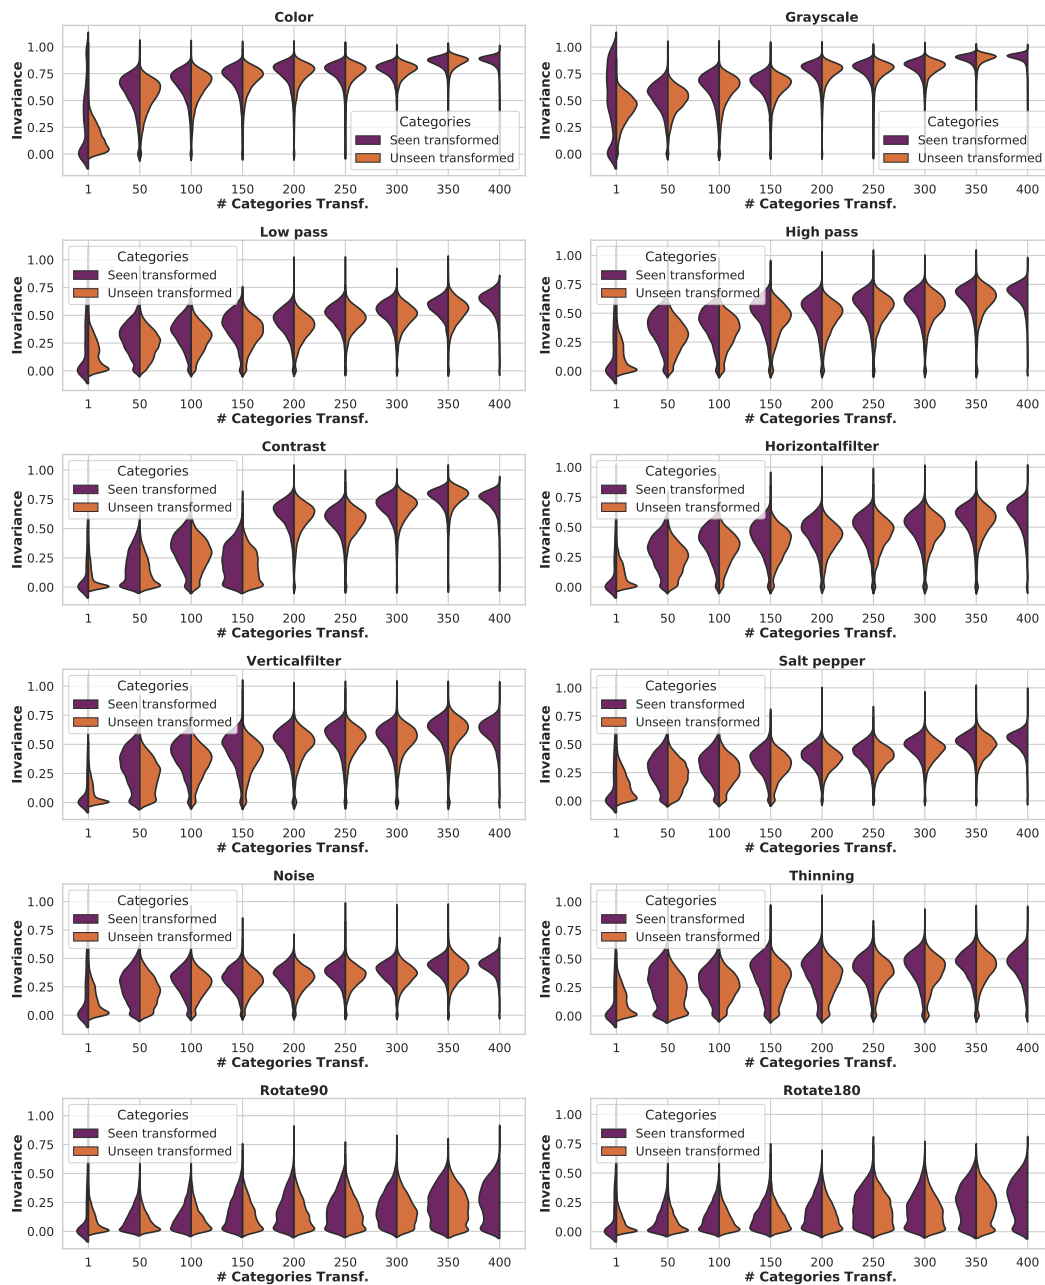 Color
Invariance
1.00
0.75
0.50
0.25
0.00
Categories
Seen transformed
Unseen transformed
1 50 100 150 200 250 300 350 400
# Categories Transf.
Grayscale
Invariance
1.00
0.75
0.50
0.25
0.00
Categories
Seen transformed
Unseen transformed
1 50 100 150 200 250 300 350 400
# Categories Transf.
Low pass
Invariance
1.00
0.75
0.50
0.25
0.00
Categories
Seen transformed
Unseen transformed
1 50 100 150 200 250 300 350 400
# Categories Transf.
High pass
Invariance
1.00
0.75
0.50
0.25
0.00
Categories
Seen transformed
Unseen transformed
1 50 100 150 200 250 300 350 400
# Categories Transf.
Contrast
Invariance
1.00
0.75
0.50
0.25
0.00
Categories
Seen transformed
Unseen transformed
1 50 100 150 200 250 300 350 400
# Categories Transf.
Horizontalfilter
Invariance
1.00
0.75
0.50
0.25
0.00
Categories
Seen transformed
Unseen transformed
1 50 100 150 200 250 300 350 400
# Categories Transf.
Verticalfilter
Invariance
1.00
0.75
0.50
0.25
0.00
Categories
Seen transformed
Unseen transformed
1 50 100 150 200 250 300 350 400
# Categories Transf.
Salt pepper
Invariance
1.00
0.75
0.50
0.25
0.00
Categories
Seen transformed
Unseen transformed
1 50 100 150 200 250 300 350 400
# Categories Transf.
Noise
Invariance
1.00
0.75
0.50
0.25
0.00
Categories
Seen transformed
Unseen transformed
1 50 100 150 200 250 300 350 400
# Categories Transf.
Thinning
Invariance
1.00
0.75
0.50
0.25
0.00
Categories
Seen transformed
Unseen transformed
1 50 100 150 200 250 300 350 400
# Categories Transf.
Rotate90
Invariance
1.00
0.75
0.50
0.25
0.00
Categories
Seen transformed
Unseen transformed
1 50 100 150 200 250 300 350 400
# Categories Transf.
Rotate180
Invariance
1.00
0.75
0.50
0.25
0.00
Categories
Seen transformed
Unseen transformed
1 50 100 150 200 250 300 350 400
# Categories Transf.